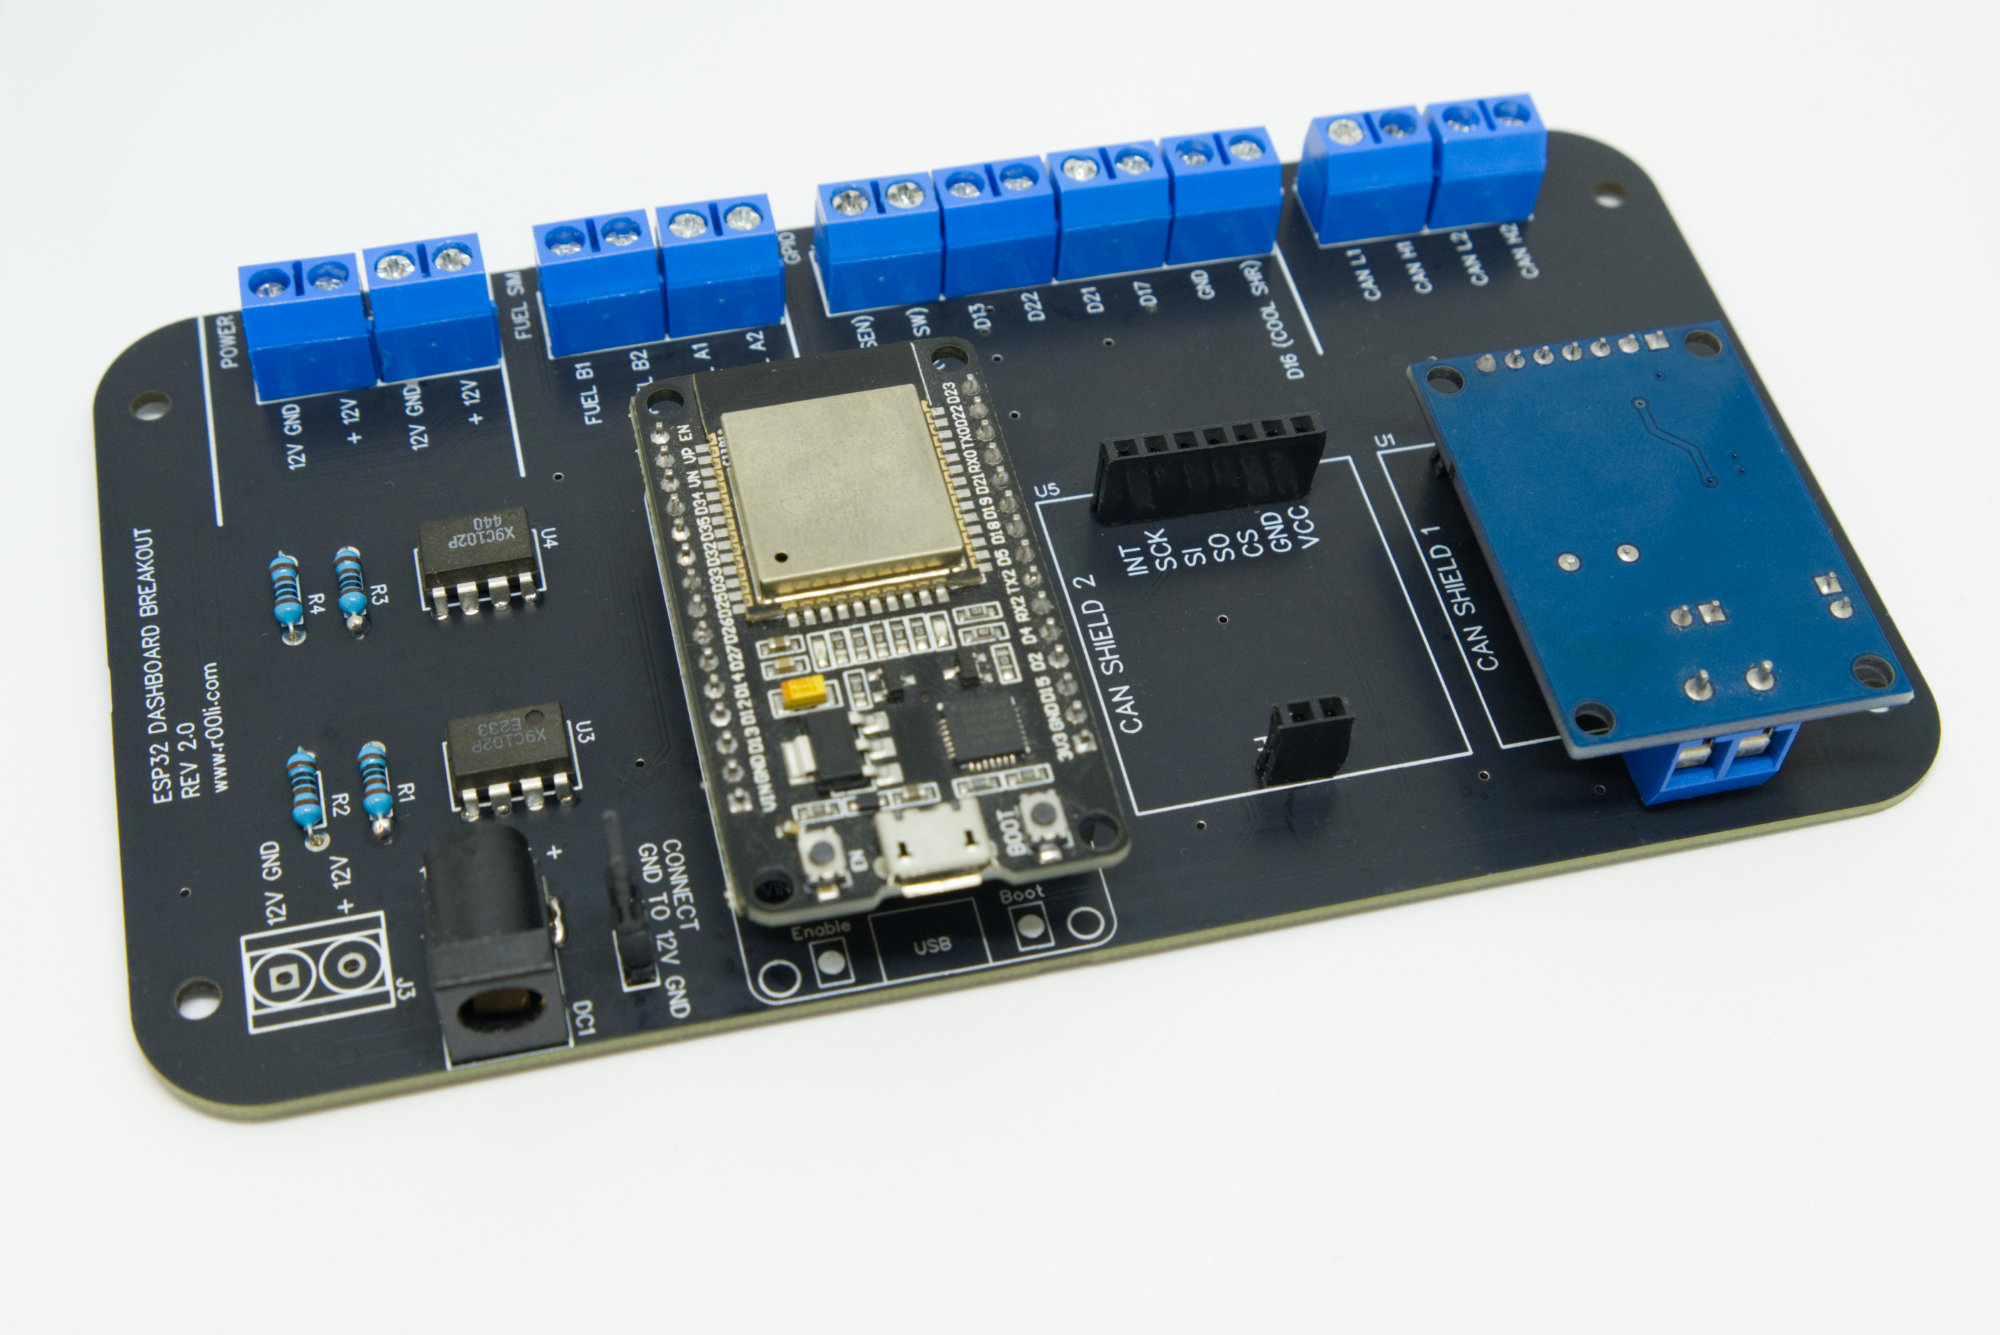 POWER
12V GND
+ 12V
12V GND
+ 12V
FUEL SIM
FUEL B1
B2
A1
A2
GPIO
SEN)
SW)
D13
D22
D21
D17
GND
D16 (COOL SHR)
CAN L1
CAN H1
CAN L2
CAN H2
ESP32 DASHBOARD BREAKOUT
REV 2.0
www.r00li.com
R4
R3
X9C102P
440
U4
R2
R1
X9C102P
E233
U3
12V GND
+ 12V
J3
+
DC1
CONNECT
GND TO 12V GND
EN
VP
VN
D34
D35
D32
D33
D25
D26
D27
D14
D12
D13
GND
VIN
D23
D22
TX0
RX0
D21
D19
D18
D5
TX2
RX2
D4
D2
D15
GND
3V3
EN
BOOT
Enable
USB
Boot
U5
INT
SCK
SI
SO
CS
GND
VCC
CAN SHIELD 2
CAN SHIELD 1